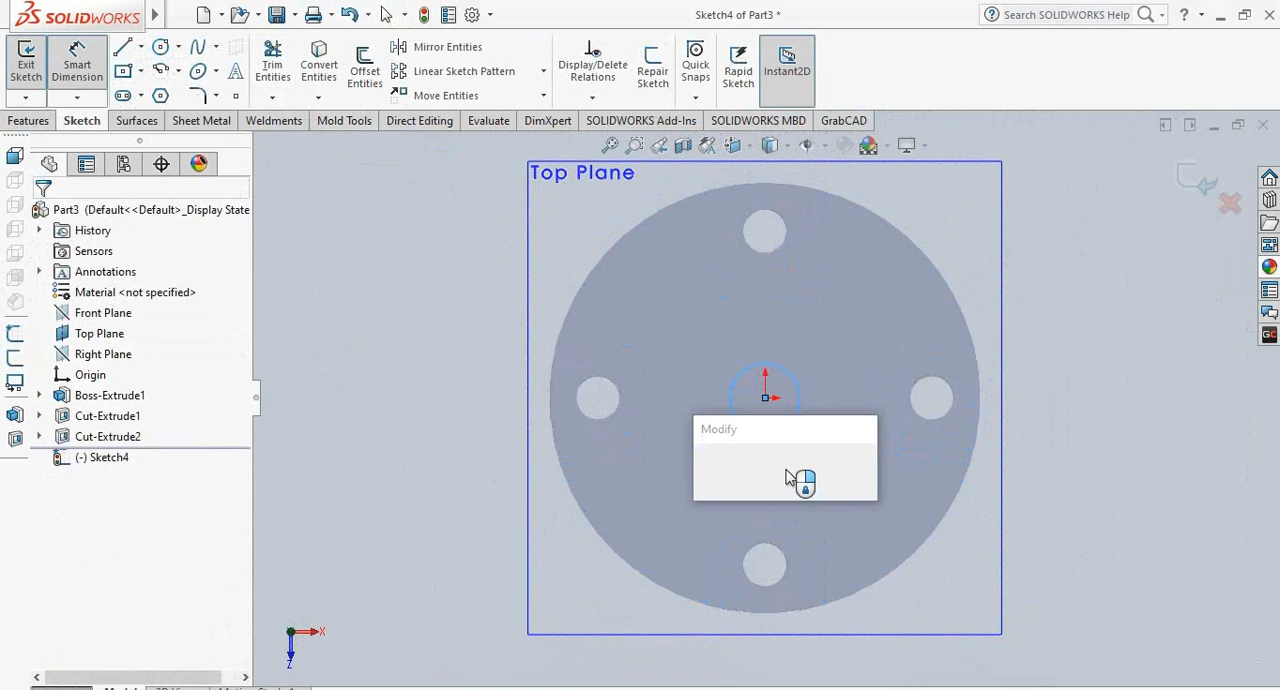 SOLIDWORKS
Sketch4 of Part3 *
Search SOLIDWORKS Help
?
Exit Sketch
Smart Dimension
Trim Entities
Convert Entities
Offset Entities
Mirror Entities
Linear Sketch Pattern
Move Entities
Display/Delete Relations
Repair Sketch
Quick Snaps
Rapid Sketch
Instant2D
Features
Sketch
Surfaces
Sheet Metal
Weldments
Mold Tools
Direct Editing
Evaluate
DimXpert
SOLIDWORKS Add-Ins
SOLIDWORKS MBD
GrabCAD
Part3 (Default<<Default>_Display State
History
Sensors
Annotations
Material <not specified>
Front Plane
Top Plane
Right Plane
Origin
Boss-Extrude1
Cut-Extrude1
Cut-Extrude2
(-) Sketch4
Top Plane
Modify
X
Z
GC